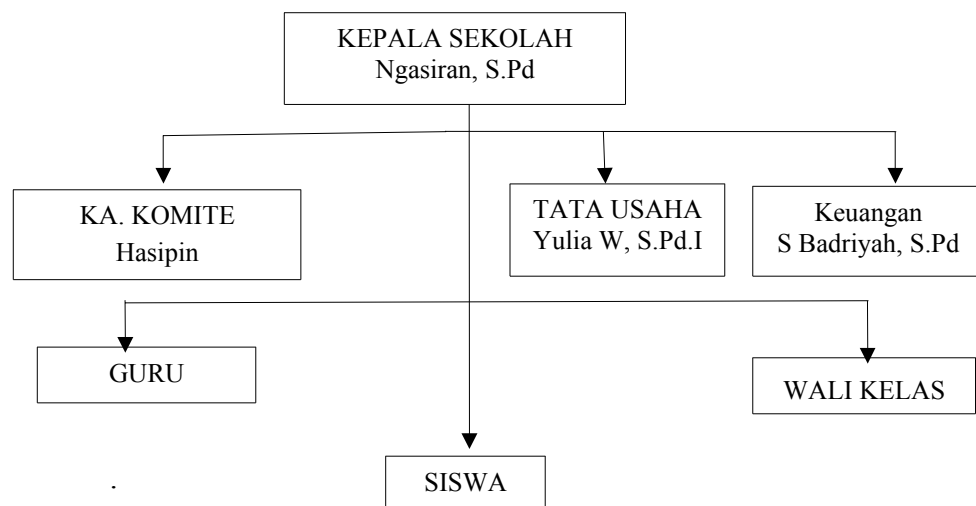 KEPALA SEKOLAH
Ngasiran, S.Pd
KA. KOMITE
Hasipin
TATA USAHA
Yulia W, S.Pd.I
Keuangan
S Badriyah, S.Pd
GURU
WALI KELAS
SISWA
.